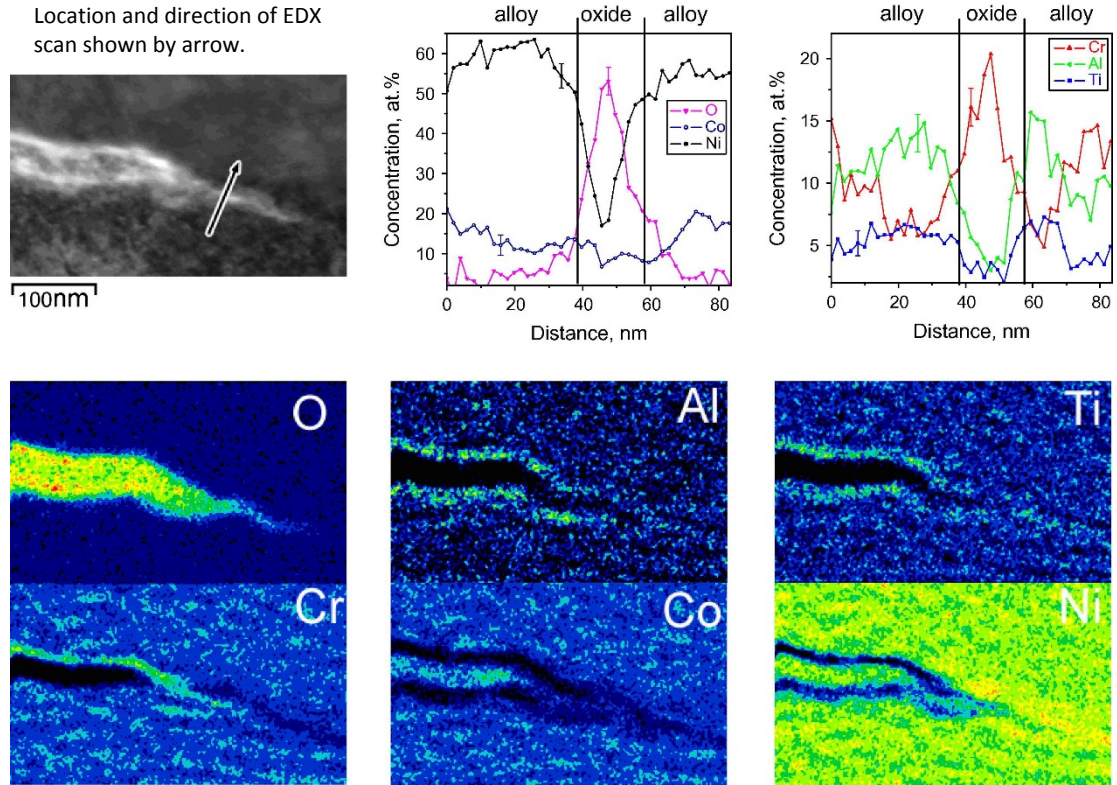 Location and direction of EDX
scan shown by arrow.
100nm
alloy oxide alloy
65
60
50
40
30
20
10
0 20 40 60 80
Concentration, at.%
Distance, nm
O
Co
Ni
alloy oxide alloy
20
15
10
5
0 20 40 60 80
Concentration, at.%
Distance, nm
Cr
Al
Ti
O
Al
Ti
Cr
Co
Ni